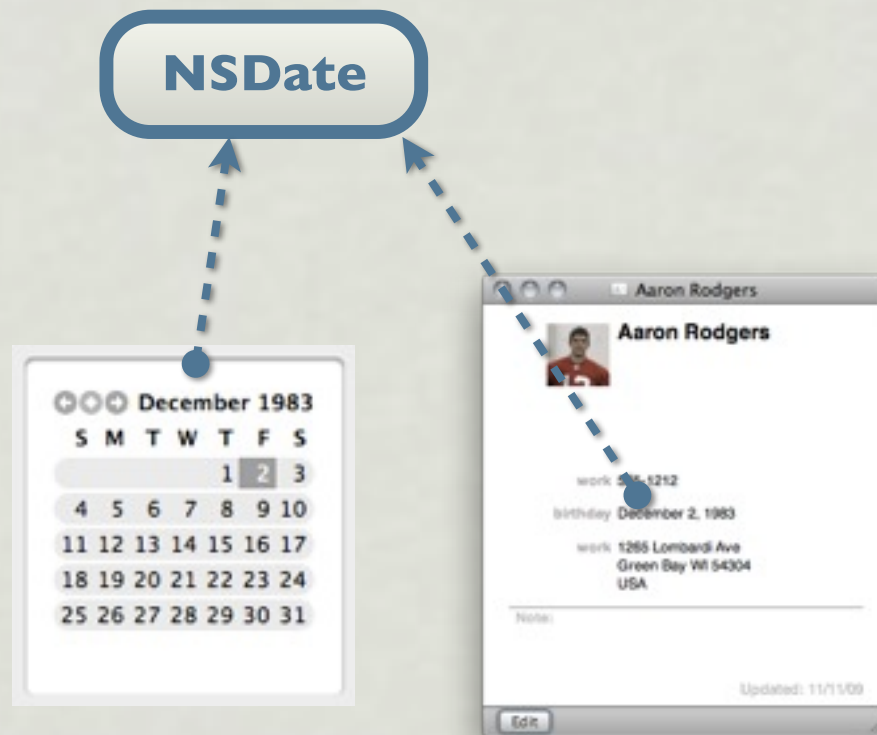 NSDate
December 1983
S M T W T F S
1 2 3
4 5 6 7 8 9 10
11 12 13 14 15 16 17
18 19 20 21 22 23 24
25 26 27 28 29 30 31
Aaron Rodgers
Aaron Rodgers
work -1212
birthday December 2, 1983
work 1265 Lombardi Ave
Green Bay WI 54304
USA
Note:
Updated: 11/11/09
Edit